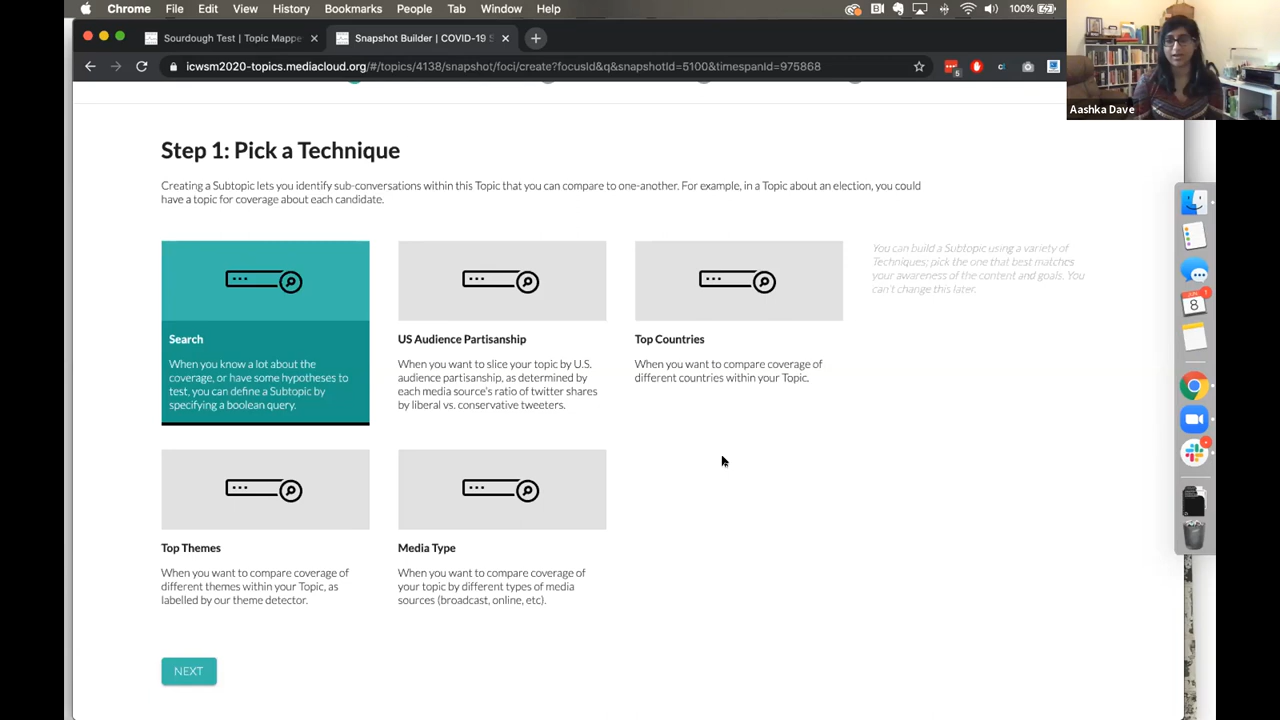 Chrome File Edit View History Bookmarks People Tab Window Help
100%
Sourdough Test | Topic Mappe
Snapshot Builder | COVID-19 S
icwsm2020-topics.mediacloud.org/#/topics/3180/snapshot/foci/create?focusId&q&snapshotId=5100&timespanId=975868
5
Aashka Dave
Step 1: Pick a Technique
Creating a Subtopic lets you identify sub-conversations within this Topic that you can compare to one-another. For example, in a Topic about an election, you could
have a topic for coverage about each candidate.
You can build a Subtopic using a variety of
Techniques; pick the one that best matches
your awareness of the content and goals. You
can't change this later.
Search
When you know a lot about the
coverage, or have some hypotheses to
test, you can define a Subtopic by
specifying a boolean query.
US Audience Partisanship
When you want to slice your topic by U.S.
audience partisanship, as determined by
each media source's ratio of twitter shares
by liberal vs. conservative tweeters.
Top Countries
When you want to compare coverage of
different countries within your Topic.
1
8
Top Themes
When you want to compare coverage of
different themes within your Topic, as
labelled by our theme detector.
Media Type
When you want to compare coverage of
your topic by different types of media
sources (broadcast, online, etc).
NEXT